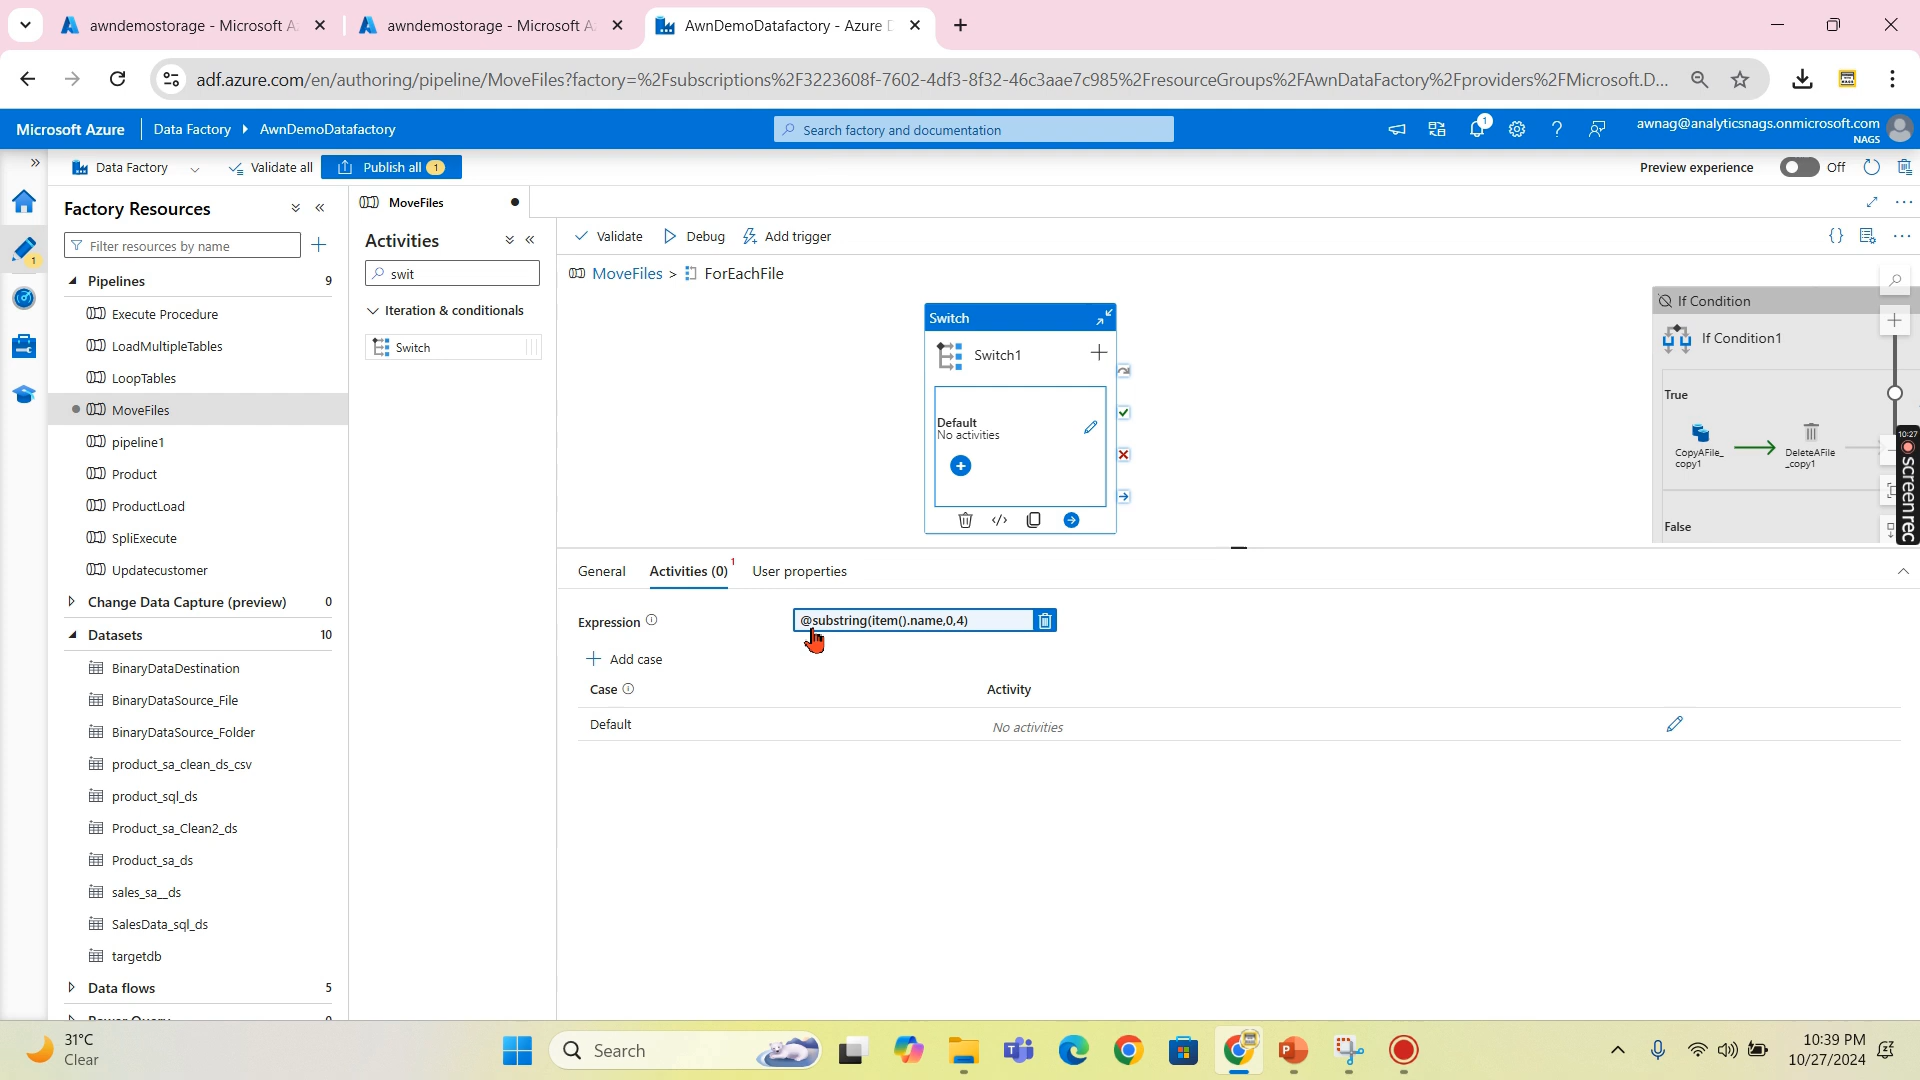 awndemostorage - Microsoft A
awndemostorage - Microsoft A
AwnDemoDatafactory - Azure D
adf.azure.com/en/authoring/pipeline/MoveFiles?factory=%2Fsubscriptions%2F3223608f-7602-4df3-8f32-46c3aae7c985%2FresourceGroups%2FAwnDataFactory%2Fproviders%2FMicrosoft.D...
Microsoft Azure
Data Factory
AwnDemoDatafactory
Search factory and documentation
1
awnag@analyticsnags.onmicrosoft.com
NAGS
Data Factory
Validate all
Publish all 1
Preview experience
Off
Factory Resources
Filter resources by name
1
Pipelines 9
Execute Procedure
LoadMultipleTables
LoopTables
MoveFiles
pipeline1
Product
ProductLoad
SpliExecute
Updatecustomer
Change Data Capture (preview) 0
Datasets 10
BinaryDataDestination
BinaryDataSource_File
BinaryDataSource_Folder
product_sa_clean_ds_csv
product_sql_ds
Product_sa_Clean2_ds
Product_sa_ds
sales_sa__ds
SalesData_sql_ds
targetdb
Data flows 5
MoveFiles
Activities
swit
Iteration & conditionals
Switch
Validate
Debug
Add trigger
{}
MoveFiles > ForEachFile
Switch
Switch1
Default
No activities
If Condition
If Condition1
True
CopyAFile_
copy1
DeleteAFile
_copy1
False
10:27
screenrec
General
Activities (0) 1
User properties
Expression
@substring(item().name,0,4)
Add case
Case
Activity
Default
No activities
31°C
Clear
Search
10:39 PM
10/27/2024